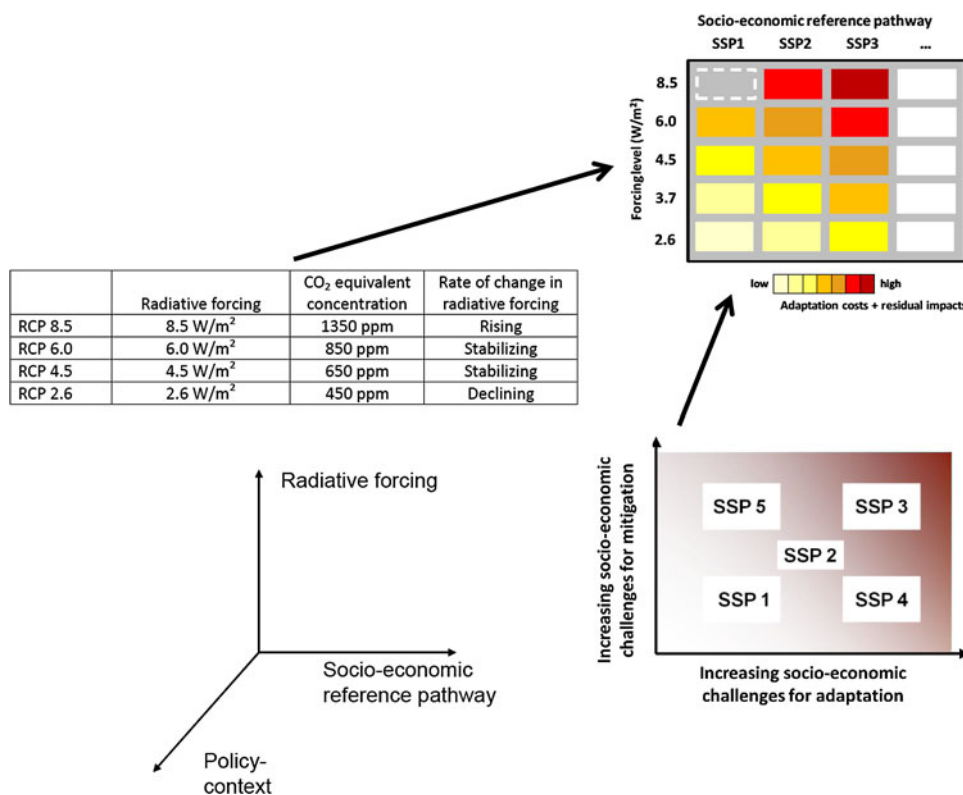 Socio-economic reference pathway
SSP1 SSP2 SSP3 ...
Forcing level (W/m²)
8.5
6.0
4.5
3.7
2.6
low high
Adaptation costs + residual impacts
Radiative forcing CO₂ equivalent concentration Rate of change in radiative forcing
RCP 8.5 8.5 W/m² 1350 ppm Rising
RCP 6.0 6.0 W/m² 850 ppm Stabilizing
RCP 4.5 4.5 W/m² 650 ppm Stabilizing
RCP 2.6 2.6 W/m² 450 ppm Declining
Radiative forcing
Socio-economic
reference pathway
Policy-
context
Increasing socio-economic
challenges for mitigation
SSP 5 SSP 3
SSP 2
SSP 1 SSP 4
Increasing socio-economic
challenges for adaptation